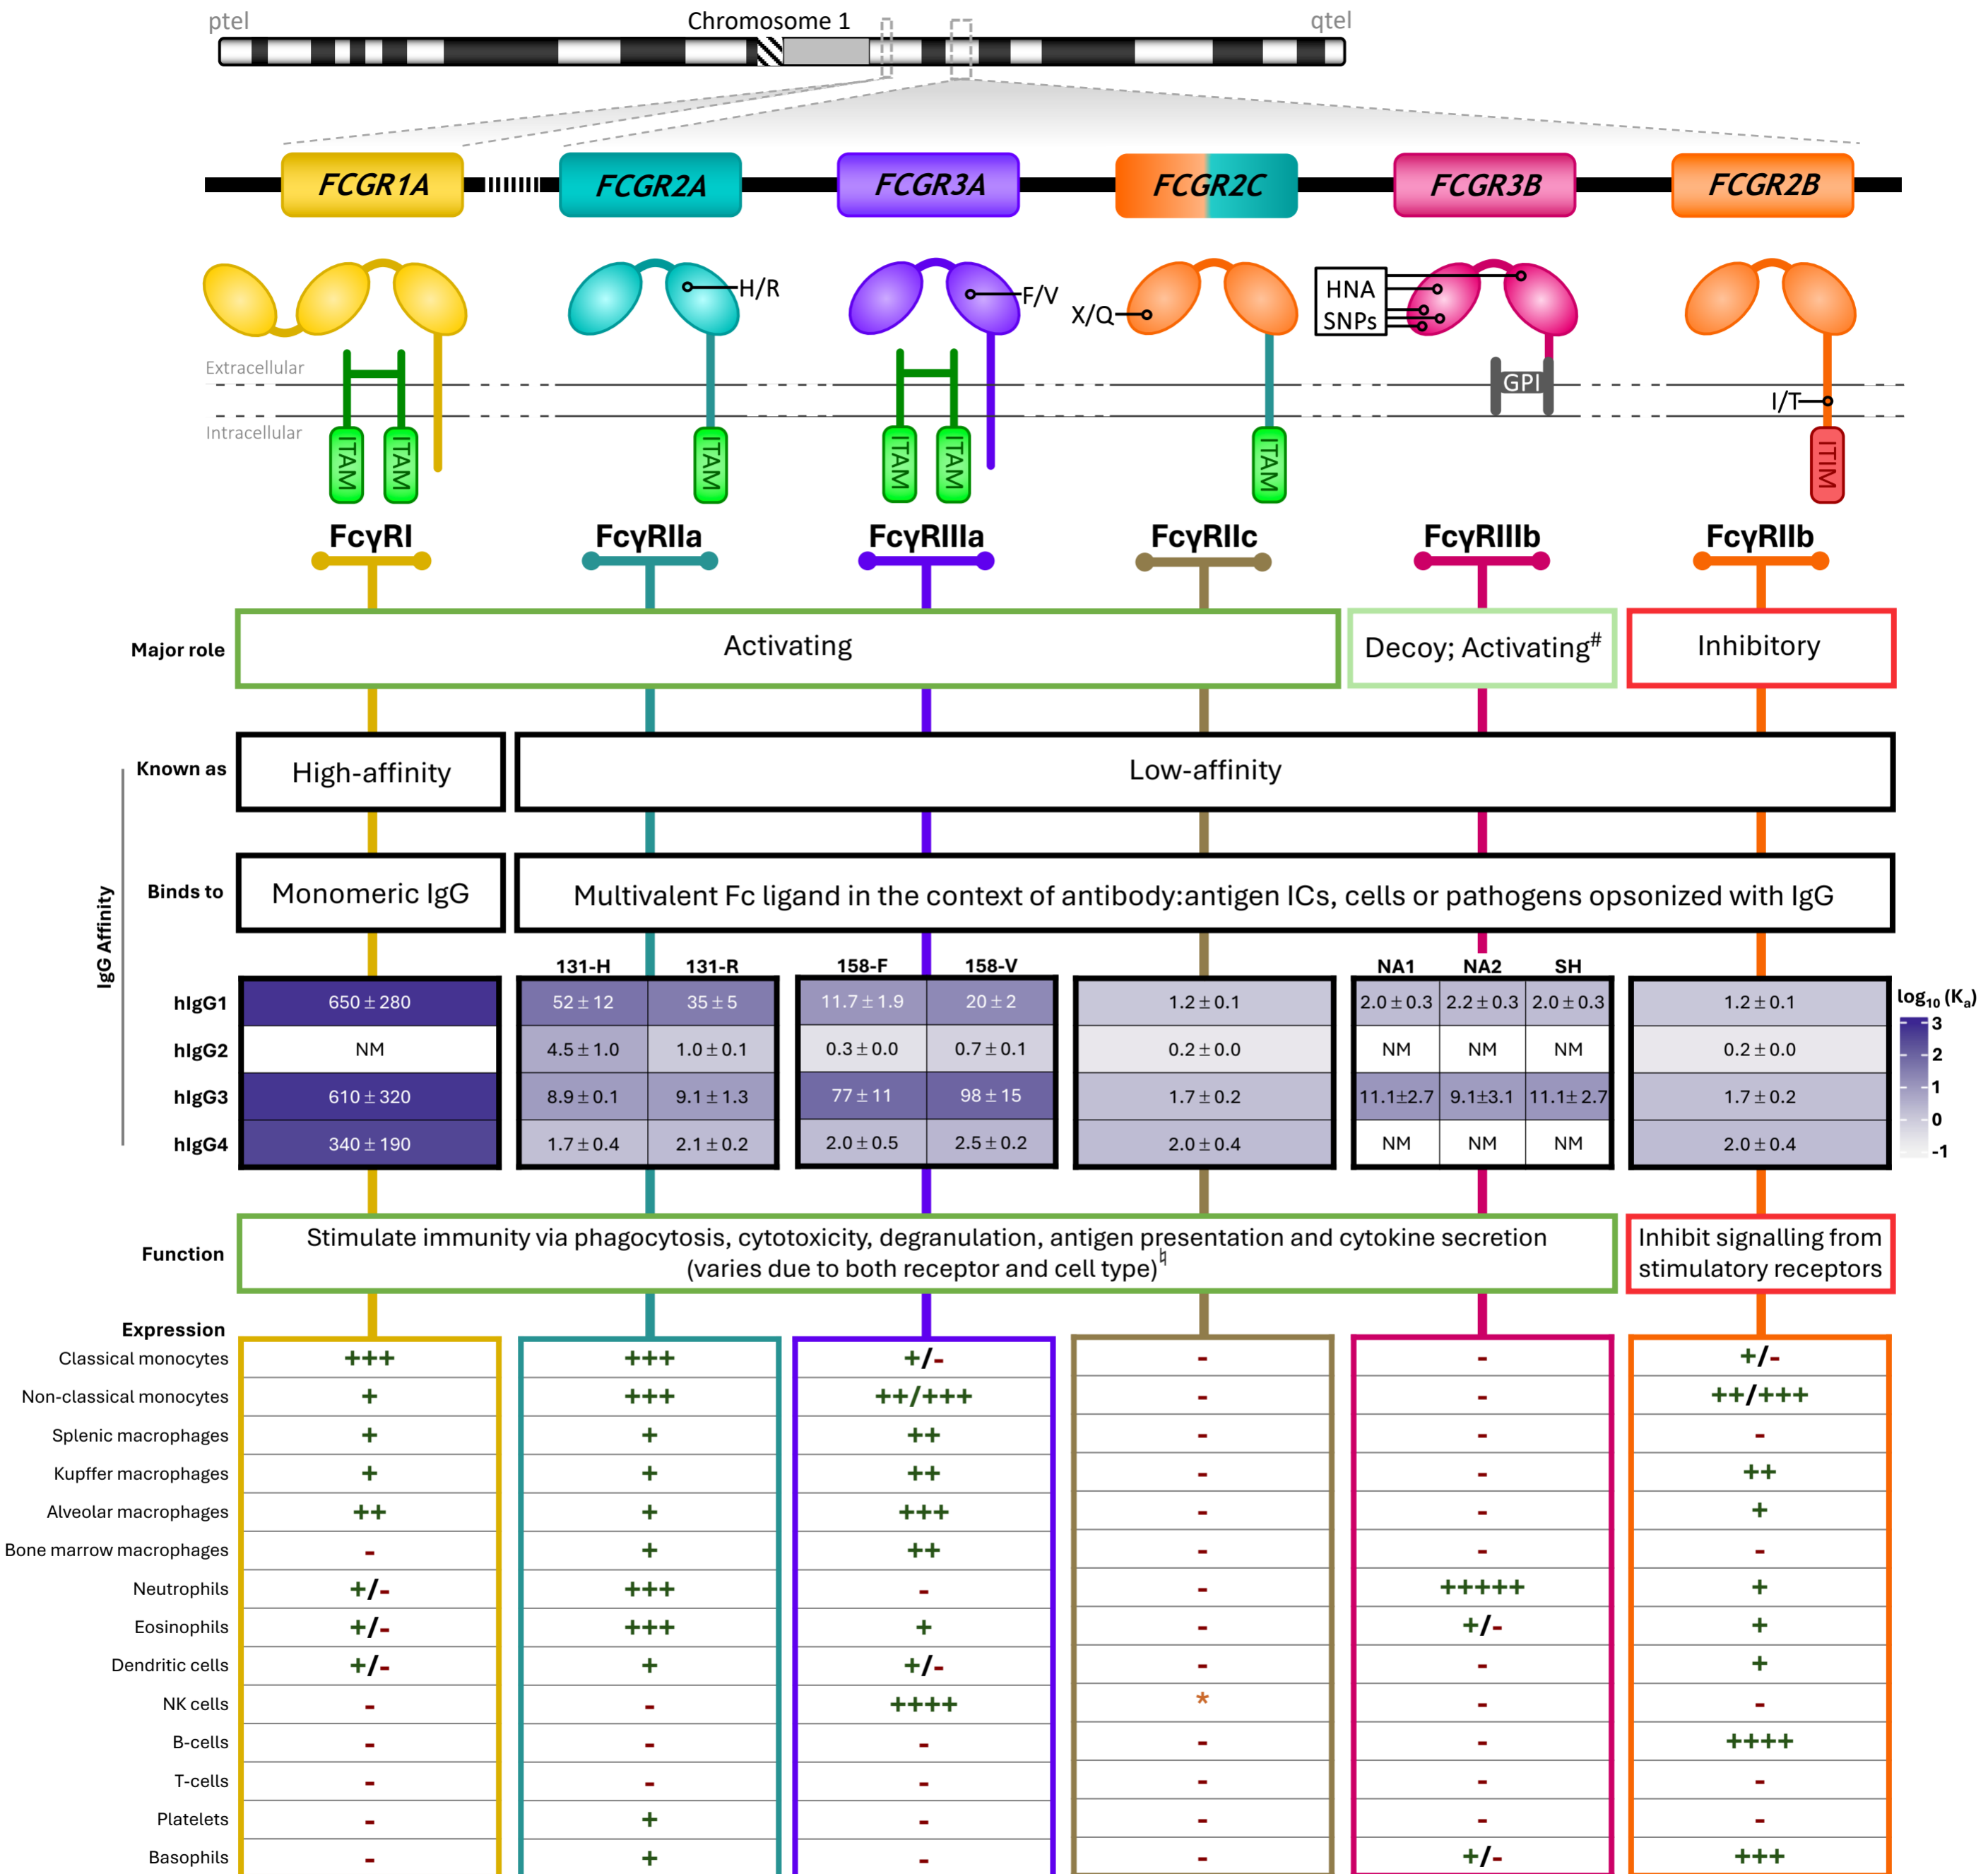 ptel Chromosome 1 qtel
FCGR1A FCGR2A FCGR3A FCGR2C FCGR3B FCGR2B
H/R F/V X/Q HNA SNPs
Extracellular
GPI
I/T
Intracellular
ITAM ITAM ITAM ITAM ITAM ITAM ITIM
FcγRI FcγRIIa FcγRIIIa FcγRIIc FcγRIIIb FcγRIIb
Major role Activating Decoy; Activating# Inhibitory
Known as High-affinity Low-affinity
IgG Affinity
Binds to Monomeric IgG Multivalent Fc ligand in the context of antibody:antigen ICs, cells or pathogens opsonized with IgG
131-H 131-R 158-F 158-V NA1 NA2 SH
hIgG1 650 ± 280 52 ± 12 35 ± 5 11.7 ± 1.9 20 ± 2 1.2 ± 0.1 2.0 ± 0.3 2.2 ± 0.3 2.0 ± 0.3 1.2 ± 0.1
hIgG2 NM 4.5 ± 1.0 1.0 ± 0.1 0.3 ± 0.0 0.7 ± 0.1 0.2 ± 0.0 NM NM NM 0.2 ± 0.0
hIgG3 610 ± 320 8.9 ± 0.1 9.1 ± 1.3 77 ± 11 98 ± 15 1.7 ± 0.2 11.1±2.7 9.1±3.1 11.1± 2.7 1.7 ± 0.2
hIgG4 340 ± 190 1.7 ± 0.4 2.1 ± 0.2 2.0 ± 0.5 2.5 ± 0.2 2.0 ± 0.4 NM NM NM 2.0 ± 0.4
log10 (Ka)
3
2
1
0
-1
Function Stimulate immunity via phagocytosis, cytotoxicity, degranulation, antigen presentation and cytokine secretion
(varies due to both receptor and cell type)♮
Inhibit signalling from
stimulatory receptors
Expression
Classical monocytes +++ +++ +/- - - +/-
Non-classical monocytes + +++ ++/+++ - - ++/+++
Splenic macrophages + + ++ - - -
Kupffer macrophages + + ++ - - ++
Alveolar macrophages ++ + +++ - - +
Bone marrow macrophages - + ++ - - -
Neutrophils +/- +++ - - +++++ +
Eosinophils +/- +++ + - +/- +
Dendritic cells +/- + +/- - - +
NK cells - - ++++ * - -
B-cells - - - - - ++++
T-cells - - - - - -
Platelets - + - - - -
Basophils - + - - +/- +++